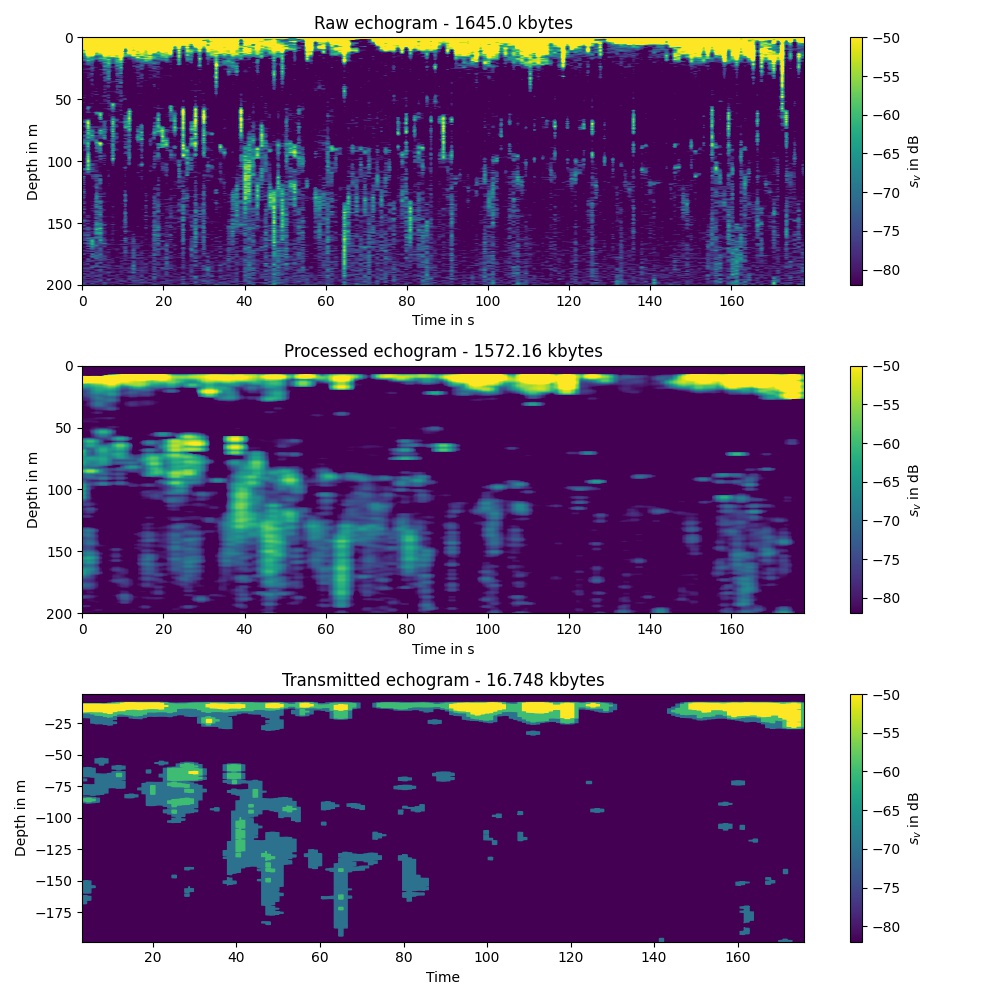 Raw echogram - 1645.0 kbytes
0
50
100
150
200
Depth in m
0 20 40 60 80 100 120 140 160
Time in s
−50
−55
−60
−65
−70
−75
−80
sv in dB
Processed echogram - 1572.16 kbytes
0
50
100
150
200
Depth in m
0 20 40 60 80 100 120 140 160
Time in s
−50
−55
−60
−65
−70
−75
−80
sv in dB
Transmitted echogram - 16.748 kbytes
−25
−50
−75
−100
−125
−150
−175
Depth in m
20 40 60 80 100 120 140 160
Time
−50
−55
−60
−65
−70
−75
−80
sv in dB